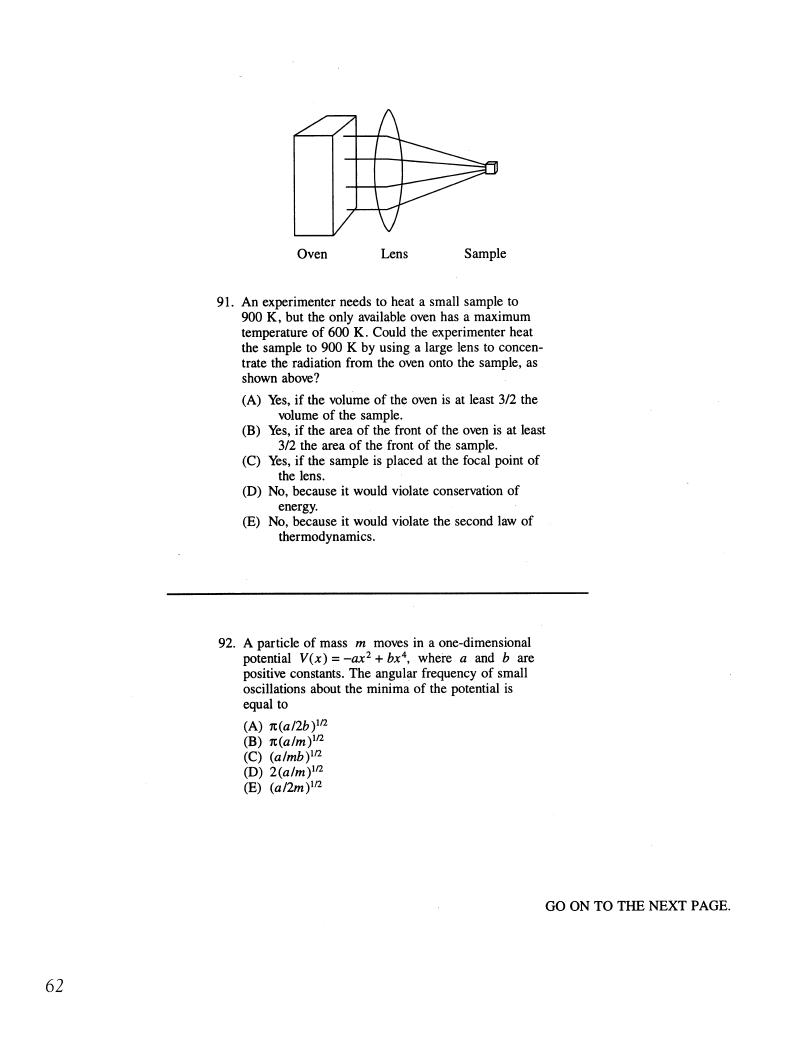 Oven Lens Sample
91. An experimenter needs to heat a small sample to
900 K, but the only available oven has a maximum
temperature of 600 K. Could the experimenter heat
the sample to 900 K by using a large lens to concen-
trate the radiation from the oven onto the sample, as
shown above?
(A) Yes, if the volume of the oven is at least 3/2 the
volume of the sample.
(B) Yes, if the area of the front of the oven is at least
3/2 the area of the front of the sample.
(C) Yes, if the sample is placed at the focal point of
the lens.
(D) No, because it would violate conservation of
energy.
(E) No, because it would violate the second law of
thermodynamics.
92. A particle of mass m moves in a one-dimensional
potential V(x) = −ax² + bx⁴, where a and b are
positive constants. The angular frequency of small
oscillations about the minima of the potential is
equal to
(A) π(a/2b)¹/²
(B) π(a/m)¹/²
(C) (a/mb)¹/²
(D) 2(a/m)¹/²
(E) (a/2m)¹/²
GO ON TO THE NEXT PAGE.
62